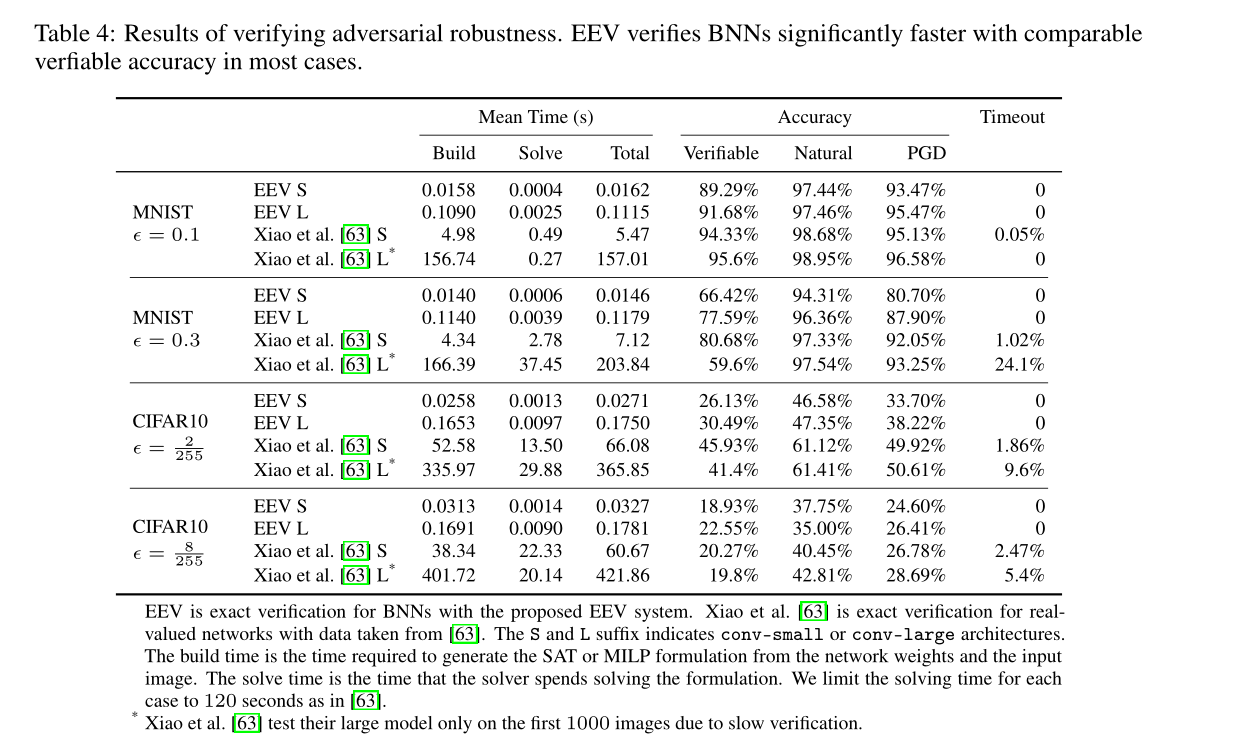 Table 4: Results of verifying adversarial robustness. EEV verifies BNNs significantly faster with comparable
verfiable accuracy in most cases.
Mean Time (s) Accuracy Timeout
Build Solve Total Verifiable Natural PGD
MNIST ϵ = 0.1
EEV S 0.0158 0.0004 0.0162 89.29% 97.44% 93.47% 0
EEV L 0.1090 0.0025 0.1115 91.68% 97.46% 95.47% 0
Xiao et al. [63] S 4.98 0.49 5.47 94.33% 98.68% 95.13% 0.05%
Xiao et al. [63] L* 156.74 0.27 157.01 95.6% 98.95% 96.58% 0
MNIST ϵ = 0.3
EEV S 0.0140 0.0006 0.0146 66.42% 94.31% 80.70% 0
EEV L 0.1140 0.0039 0.1179 77.59% 96.36% 87.90% 0
Xiao et al. [63] S 4.34 2.78 7.12 80.68% 97.33% 92.05% 1.02%
Xiao et al. [63] L* 166.39 37.45 203.84 59.6% 97.54% 93.25% 24.1%
CIFAR10 ϵ = 2/255
EEV S 0.0258 0.0013 0.0271 26.13% 46.58% 33.70% 0
EEV L 0.1653 0.0097 0.1750 30.49% 47.35% 38.22% 0
Xiao et al. [63] S 52.58 13.50 66.08 45.93% 61.12% 49.92% 1.86%
Xiao et al. [63] L* 335.97 29.88 365.85 41.4% 61.41% 50.61% 9.6%
CIFAR10 ϵ = 8/255
EEV S 0.0313 0.0014 0.0327 18.93% 37.75% 24.60% 0
EEV L 0.1691 0.0090 0.1781 22.55% 35.00% 26.41% 0
Xiao et al. [63] S 38.34 22.33 60.67 20.27% 40.45% 26.78% 2.47%
Xiao et al. [63] L* 401.72 20.14 421.86 19.8% 42.81% 28.69% 5.4%
EEV is exact verification for BNNs with the proposed EEV system. Xiao et al. [63] is exact verification for real-
valued networks with data taken from [63]. The S and L suffix indicates conv-small or conv-large architectures.
The build time is the time required to generate the SAT or MILP formulation from the network weights and the input
image. The solve time is the time that the solver spends solving the formulation. We limit the solving time for each
case to 120 seconds as in [63].
* Xiao et al. [63] test their large model only on the first 1000 images due to slow verification.